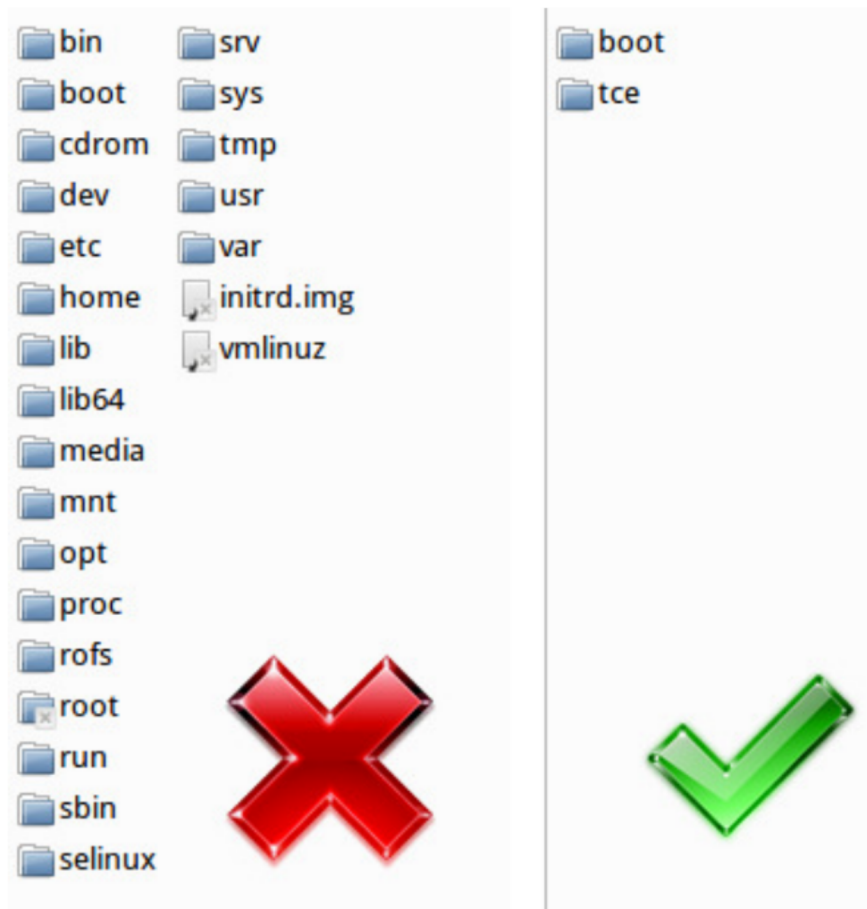 bin
boot
cdrom
dev
etc
home
lib
lib64
media
mnt
opt
proc
rofs
root
run
sbin
selinux
srv
sys
tmp
usr
var
initrd.img
vmlinuz
boot
tce